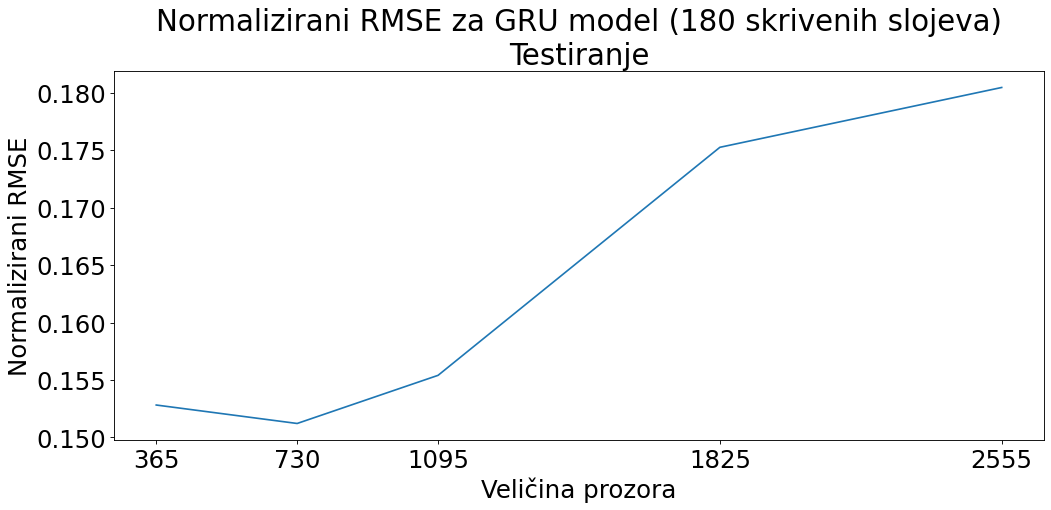 Normalizirani RMSE za GRU model (180 skrivenih slojeva)
Testiranje
Normalizirani RMSE
0.180
0.175
0.170
0.165
0.160
0.155
0.150
365 730 1095 1825 2555
Veličina prozora